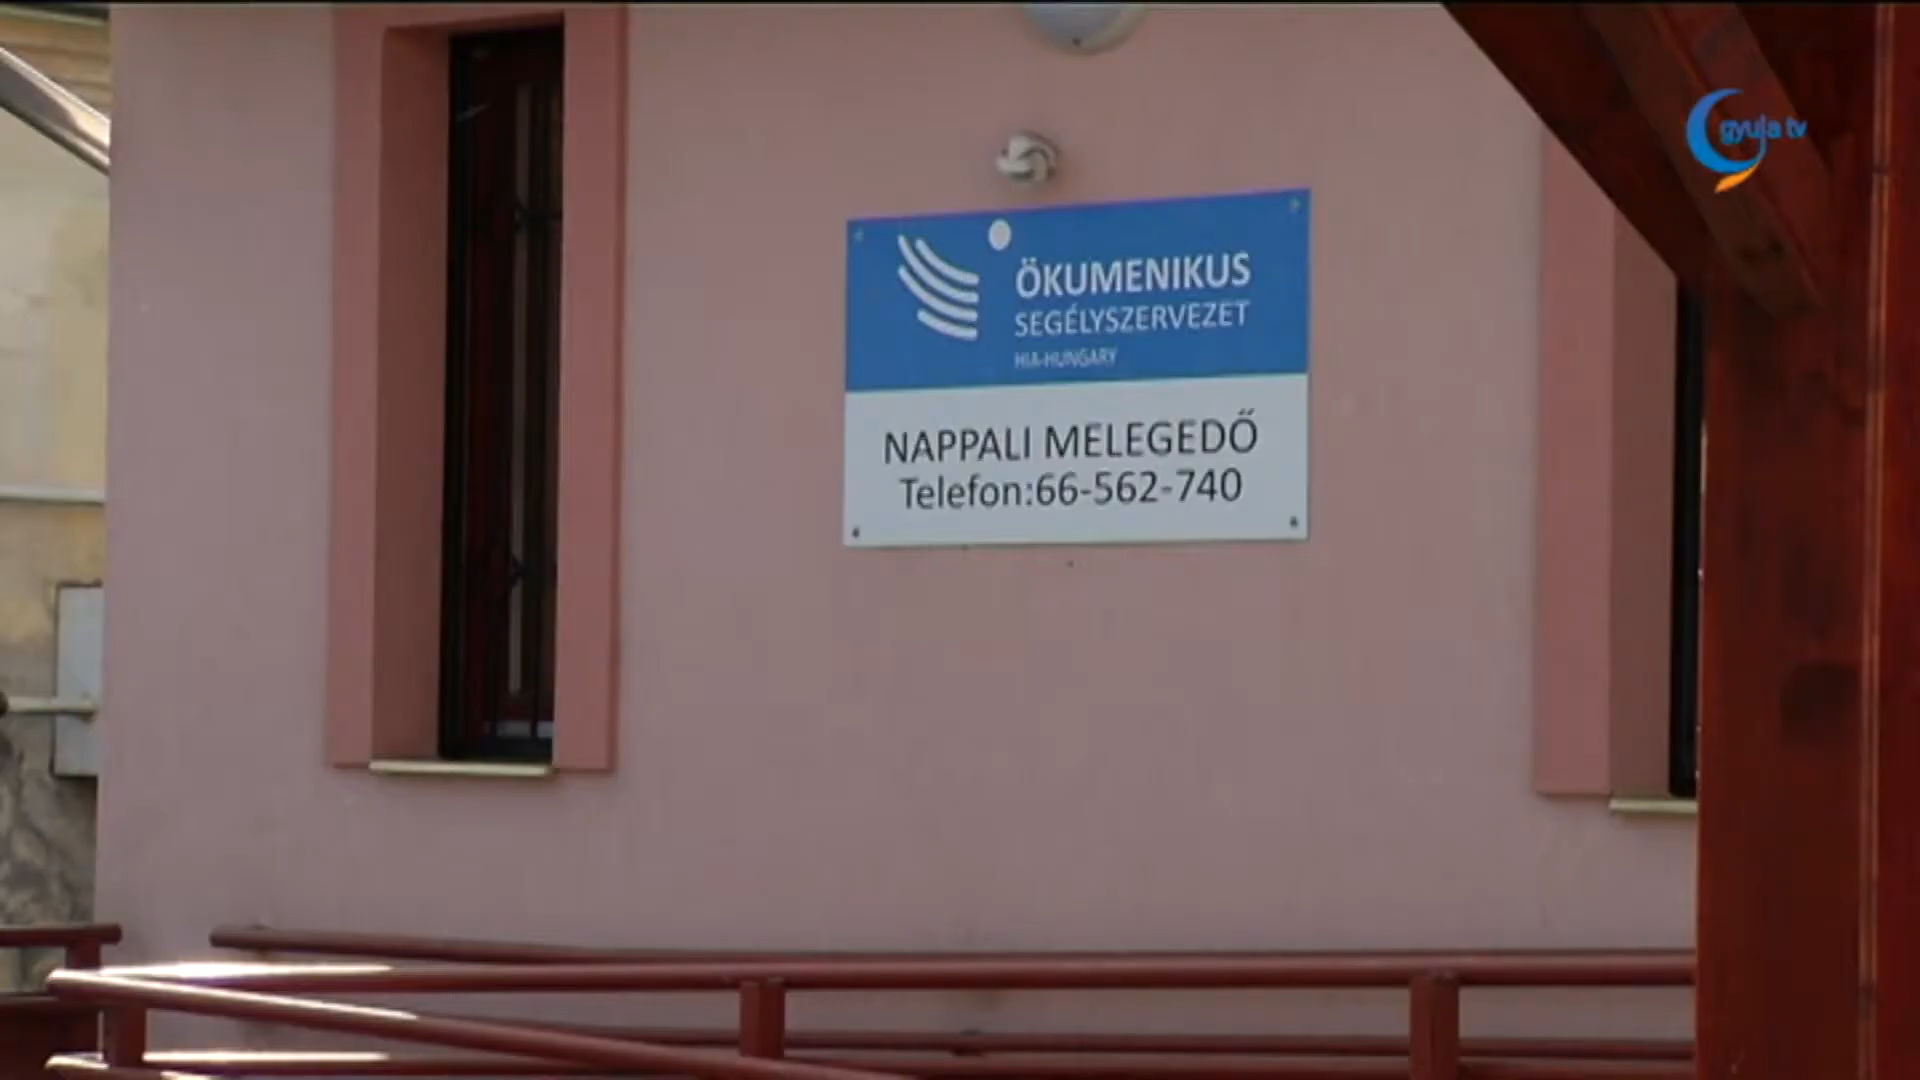 gyula tv
ÖKUMENIKUS
SEGÉLYSZERVEZET
HIA-HUNGARY
NAPPALI MELEGEDŐ
Telefon:66-562-740